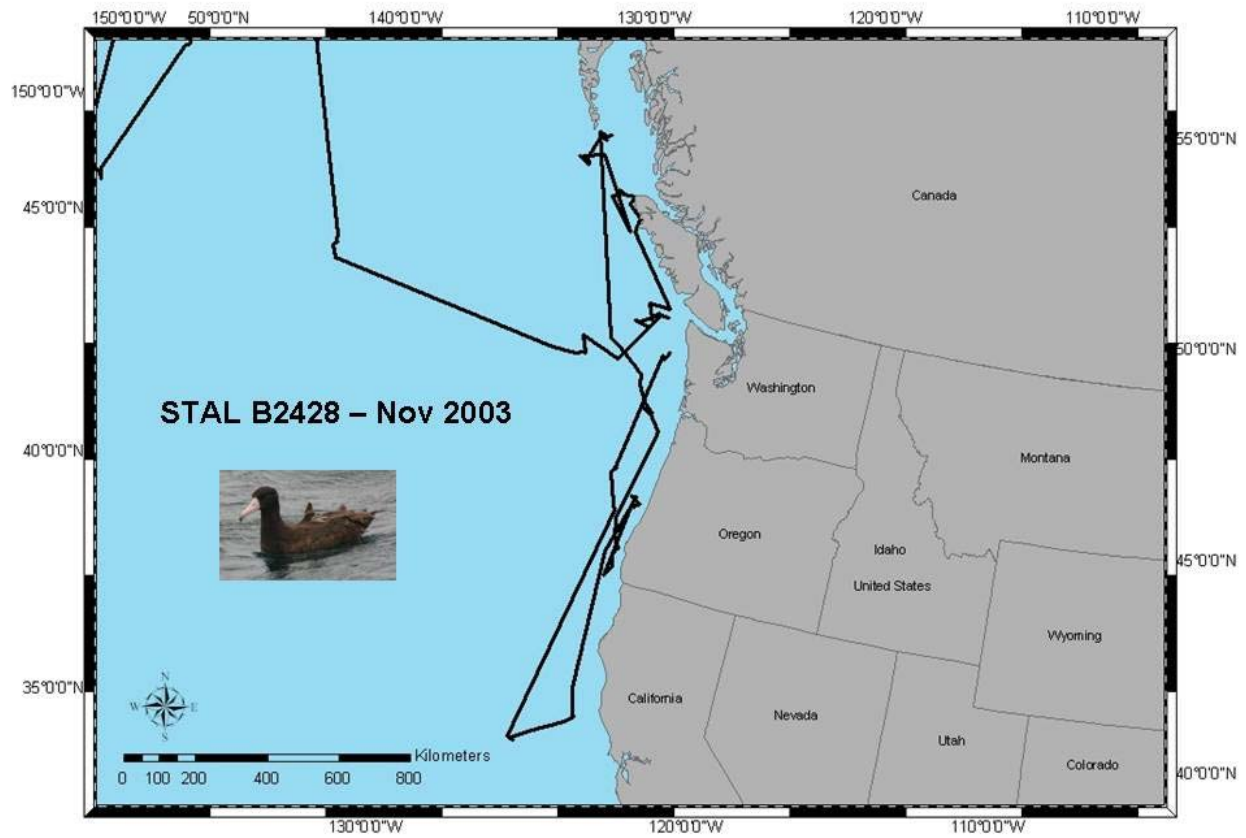 150°0'0"W 50°0'0"N 140°0'0"W 130°0'0"W 120°0'0"W 110°0'0"W
150°0'0"W
55°0'0"N
Canada
45°0'0"N
50°0'0"N
Washington
STAL B2428 – Nov 2003
40°0'0"N
Montana
Oregon
Idaho
45°0'0"N
United States
Wyoming
35°0'0"N
California
N
W E
S
Nevada
Utah
Kilometers
Colorado
0 100 200 400 600 800
40°0'0"N
130°0'0"W 120°0'0"W 110°0'0"W